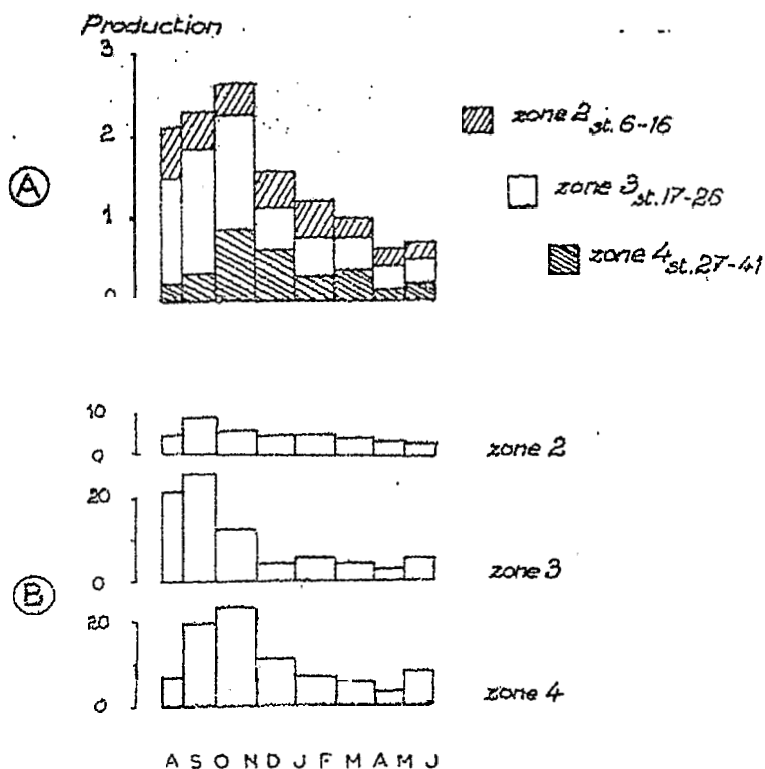 Production
3
2
1
0
A
zone 2 st. 6-16
zone 3 st. 17-26
zone 4 st. 27-41
10
0
zone 2
20
0
zone 3
B
20
0
zone 4
A S O N D J F M A M J